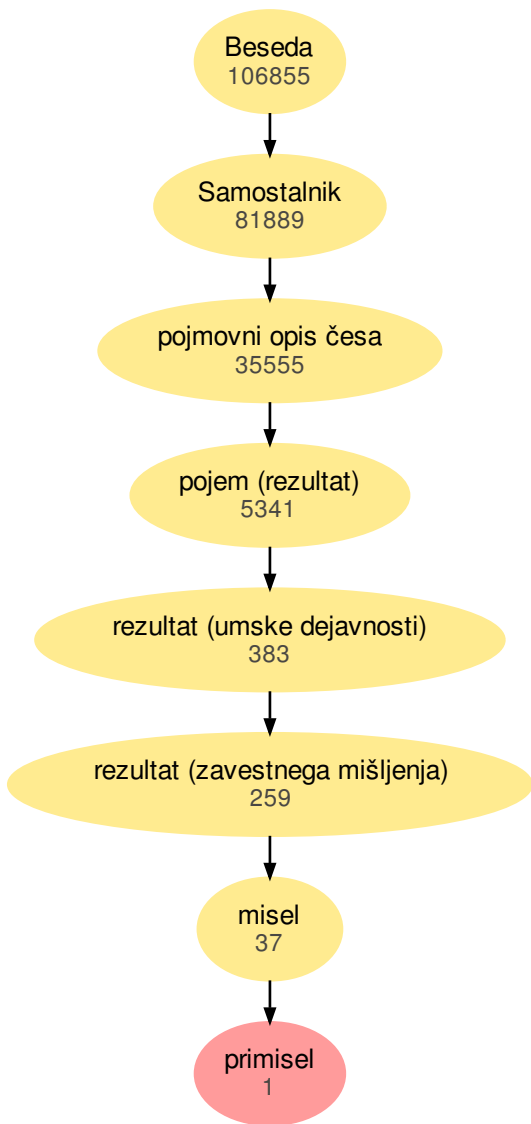 Beseda
106855
Samostalnik
81889
pojmovni opis česa
35555
pojem (rezultat)
5341
rezultat (umske dejavnosti)
383
rezultat (zavestnega mišljenja)
259
misel
37
primisel
1